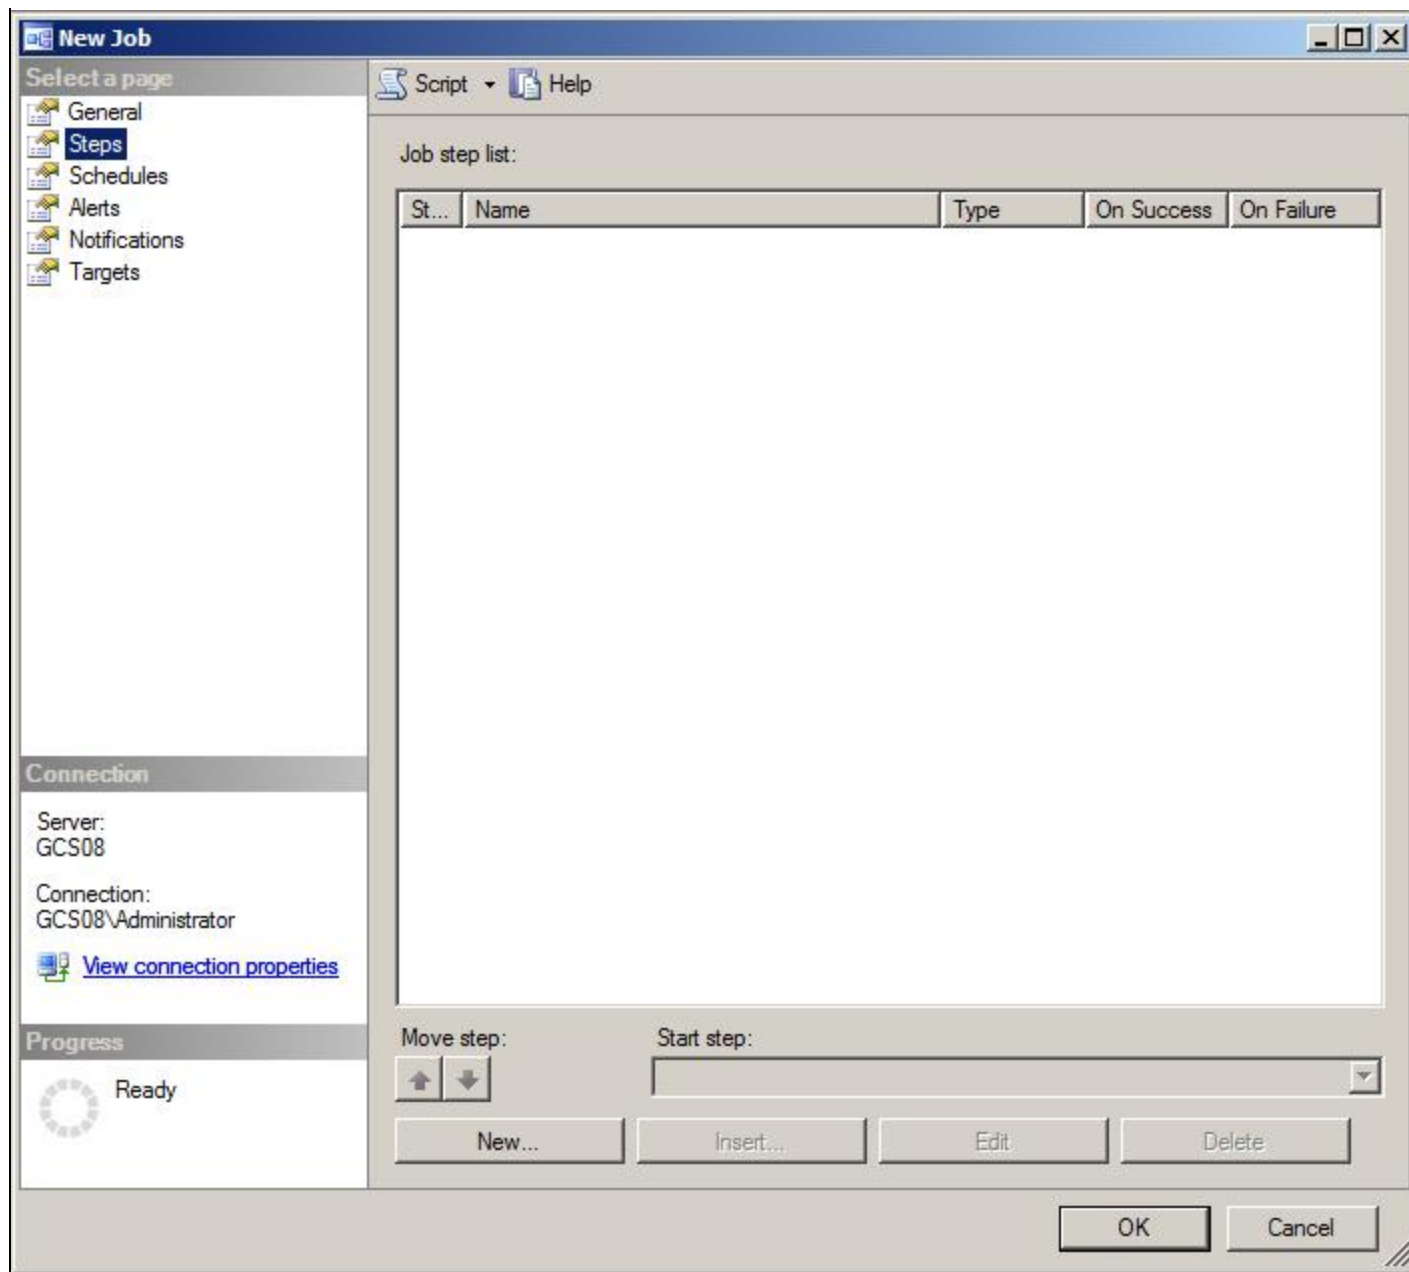 New Job
Select a page
General
Steps
Schedules
Alerts
Notifications
Targets
Connection
Server:
GCS08
Connection:
GCS08\Administrator
View connection properties
Progress
Ready
Script Help
Job step list:
St... Name Type On Success On Failure
Move step: Start step:
New... Insert... Edit Delete
OK Cancel